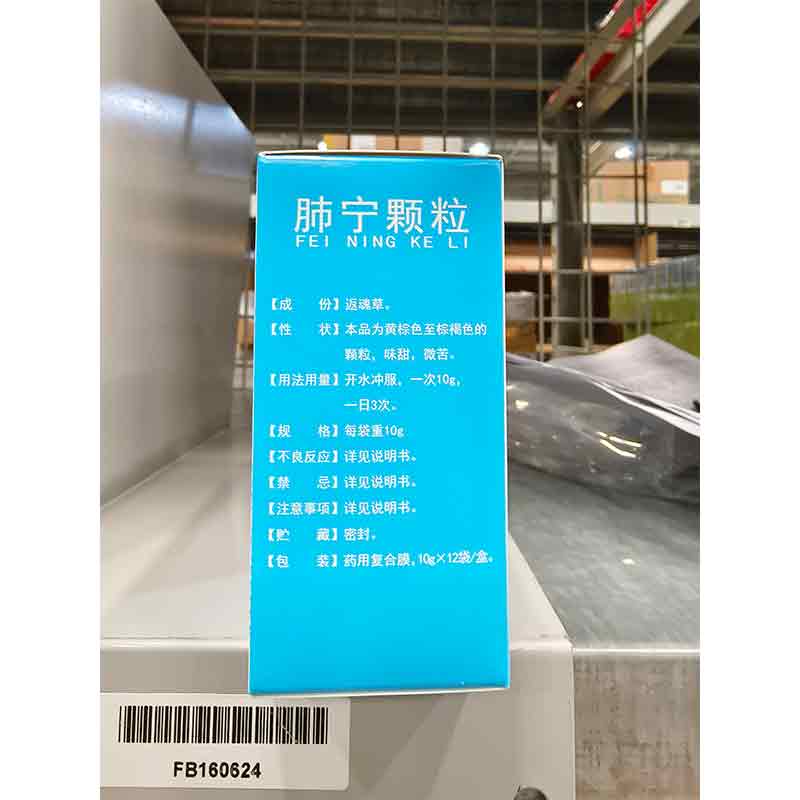 肺宁颗粒
FEI NING KE LI
【成　份】返魂草。
【性　状】本品为黄棕色至棕褐色的
颗粒，味甜，微苦。
【用法用量】开水冲服，一次10g，
一日3次。
【规　格】每袋重10g
【不良反应】详见说明书。
【禁　忌】详见说明书。
【注意事项】详见说明书。
【贮　藏】密封。
【包　装】药用复合膜，10g×12袋/盒。
FB160624